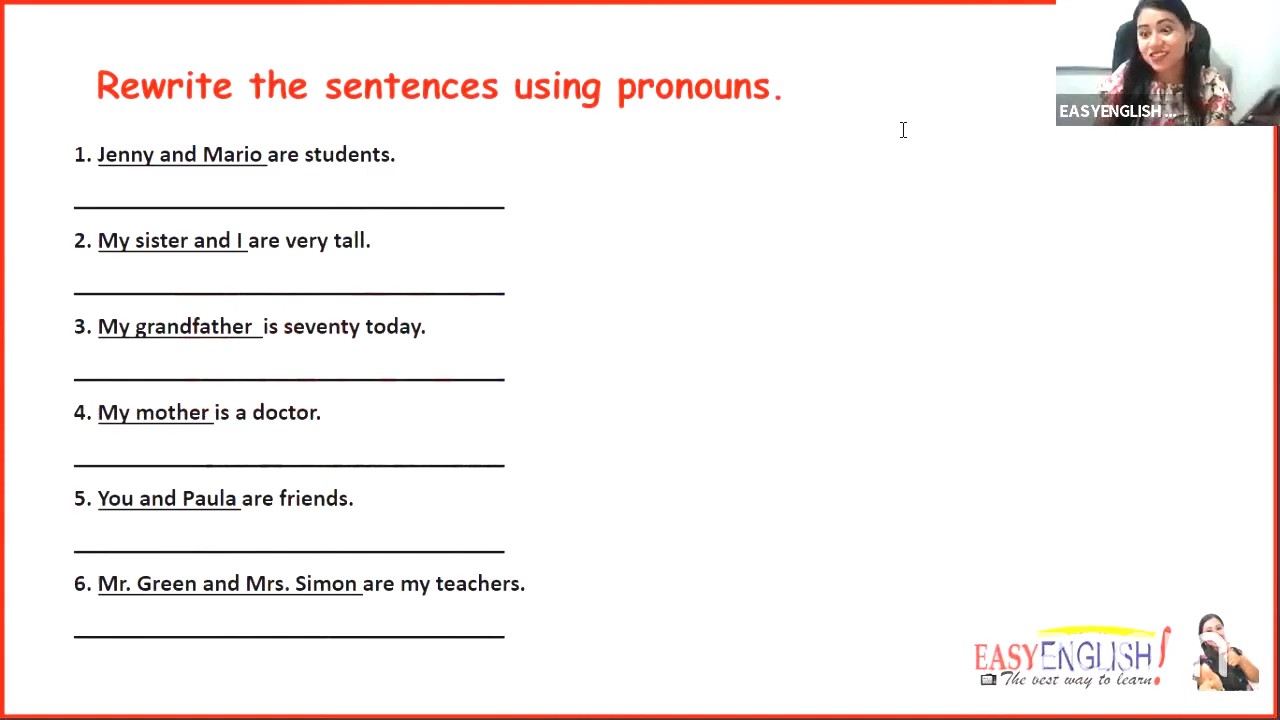 Rewrite the sentences using pronouns.
EASYENGLISH ...
1. Jenny and Mario are students.
2. My sister and I are very tall.
3. My grandfather is seventy today.
4. My mother is a doctor.
5. You and Paula are friends.
6. Mr. Green and Mrs. Simon are my teachers.
EASYENGLISH!
The best way to learn!